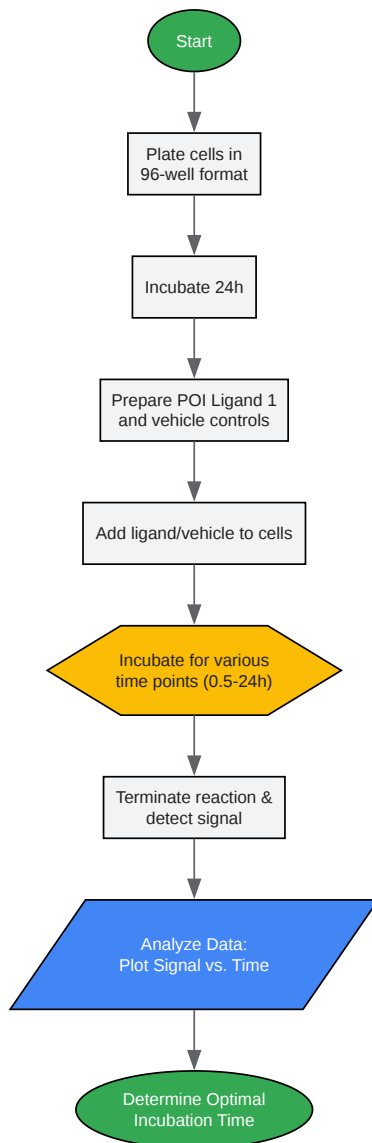 Start
Plate cells in
96-well format
Incubate 24h
Prepare POI Ligand 1
and vehicle controls
Add ligand/vehicle to cells
Incubate for various
time points (0.5-24h)
Terminate reaction &
detect signal
Analyze Data:
Plot Signal vs. Time
Determine Optimal
Incubation Time